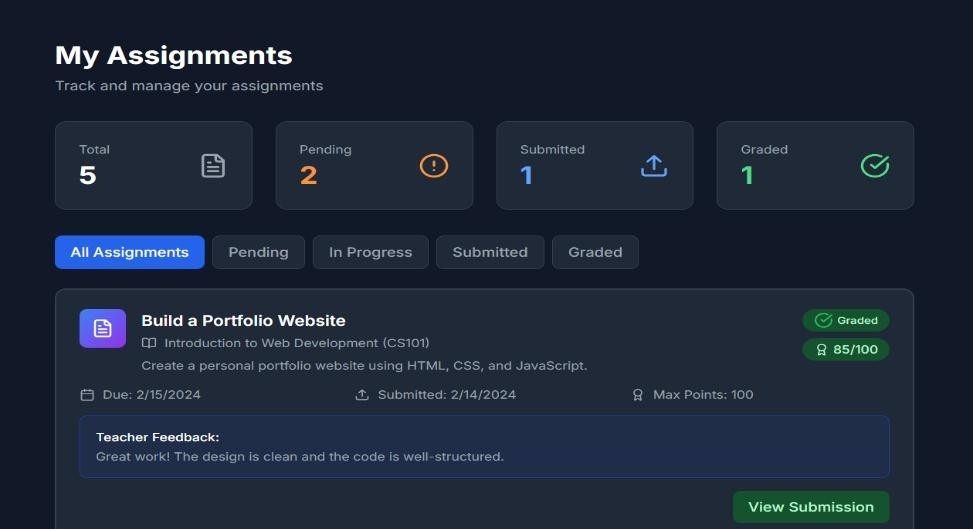 My Assignments
Track and manage your assignments
Total
5
Pending
2
Submitted
1
Graded
1
All Assignments
Pending
In Progress
Submitted
Graded
Build a Portfolio Website
Graded
Introduction to Web Development (CS101)
85/100
Create a personal portfolio website using HTML, CSS, and JavaScript.
Due: 2/15/2024
Submitted: 2/14/2024
Max Points: 100
Teacher Feedback:
Great work! The design is clean and the code is well-structured.
View Submission